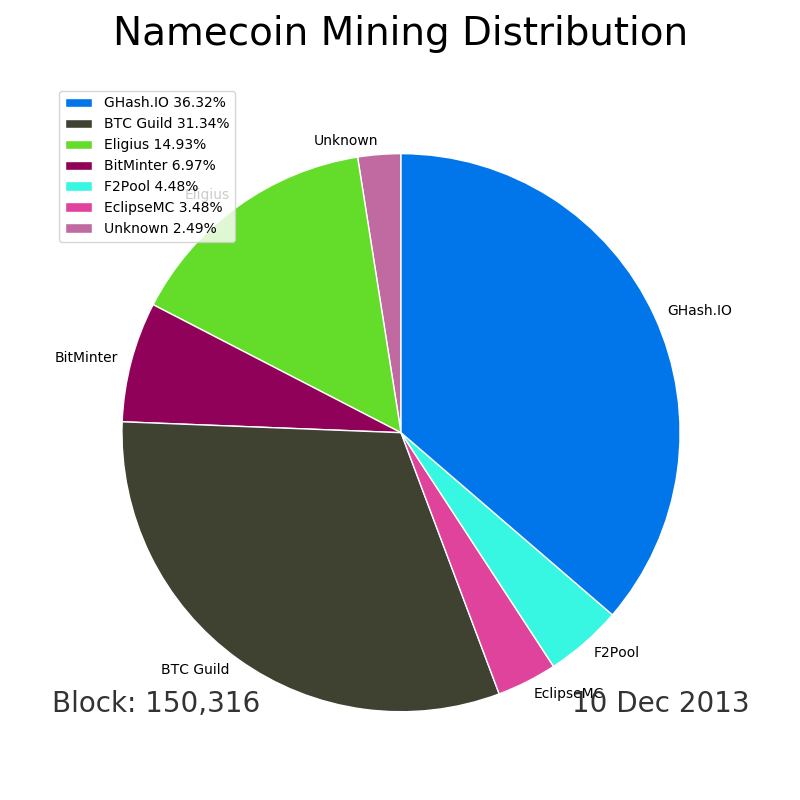 Namecoin Mining Distribution
GHash.IO 36.32%
BTC Guild 31.34%
Eligius 14.93%
BitMinter 6.97%
F2Pool 4.48%
EclipseMC 3.48%
Unknown 2.49%
Unknown
Eligius
GHash.IO
BitMinter
F2Pool
BTC Guild
EclipseMC
Block: 150,316
10 Dec 2013